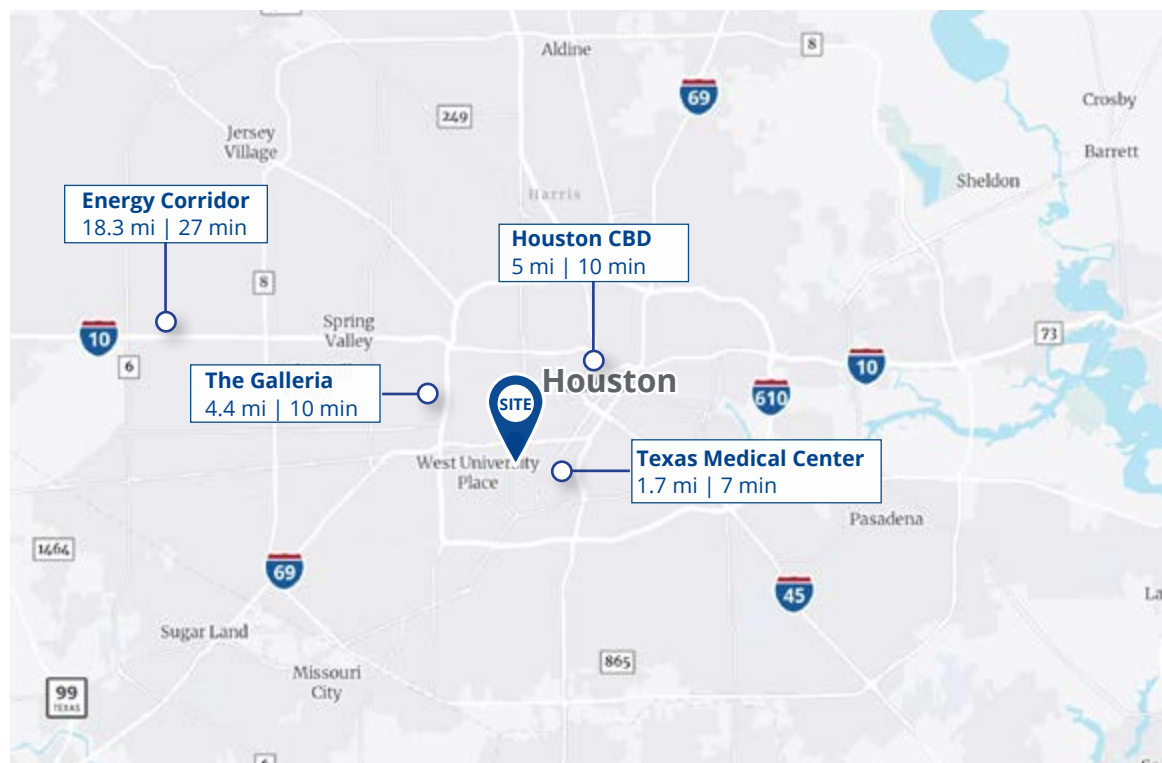 Aldine
8
69
Crosby
249
Jersey
Village
Barrett
Sheldon
Harris
Energy Corridor
18.3 mi | 27 min
Houston CBD
5 mi | 10 min
8
Spring
Valley
10
73
6
10
The Galleria
4.4 mi | 10 min
Houston
SITE
610
West University
Place
Texas Medical Center
1.7 mi | 7 min
Pasadena
1464
69
45
La
Sugar Land
865
Missouri
City
99
TEXAS